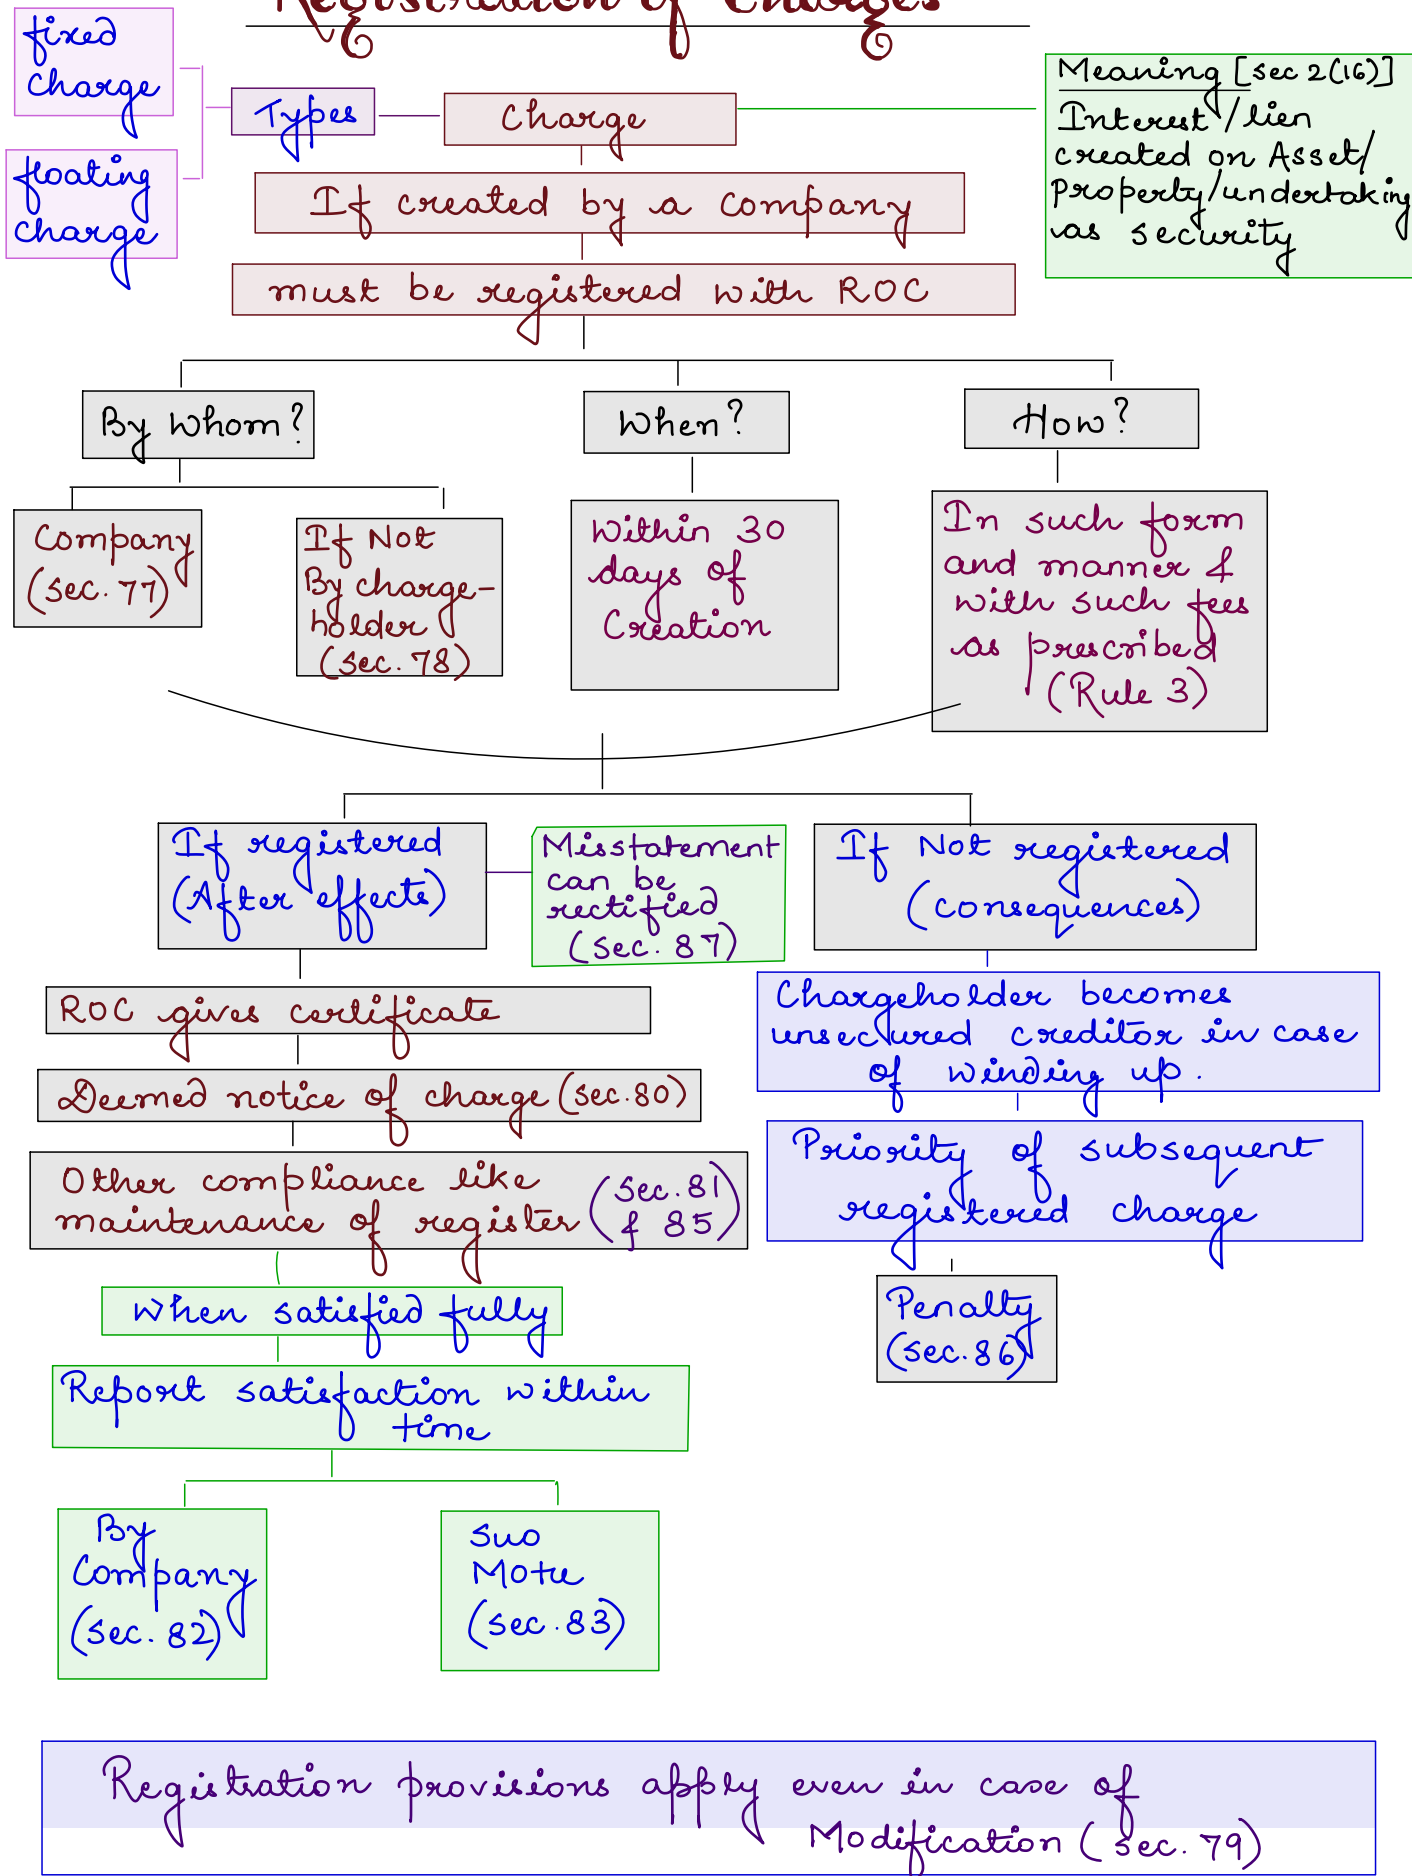 Registration of Charges
fixed
charge
floating
charge
Types
Charge
Meaning [sec 2(16)]
Interest/lien
created on Asset/
Property/undertaking
as security
If created by a company
must be registered with ROC
By whom?
When?
How?
Company
(sec. 77)
If Not
By charge-
holder
(sec. 78)
Within 30
days of
Creation
In such form
and manner &
with such fees
as prescribed
(Rule 3)
If registered
(After effects)
Misstatement
can be
rectified
(sec. 87)
If Not registered
(consequences)
ROC gives certificate
Deemed notice of charge (sec. 80)
Other compliance like
maintenance of register
(sec. 81
& 85)
When satisfied fully
Report satisfaction within
time
By
Company
(sec. 82)
Suo
Motu
(sec. 83)
Chargeholder becomes
unsecured creditor in case
of winding up.
Priority of subsequent
registered charge
Penalty
(sec. 86)
Registration provisions apply even in case of
Modification (sec. 79)